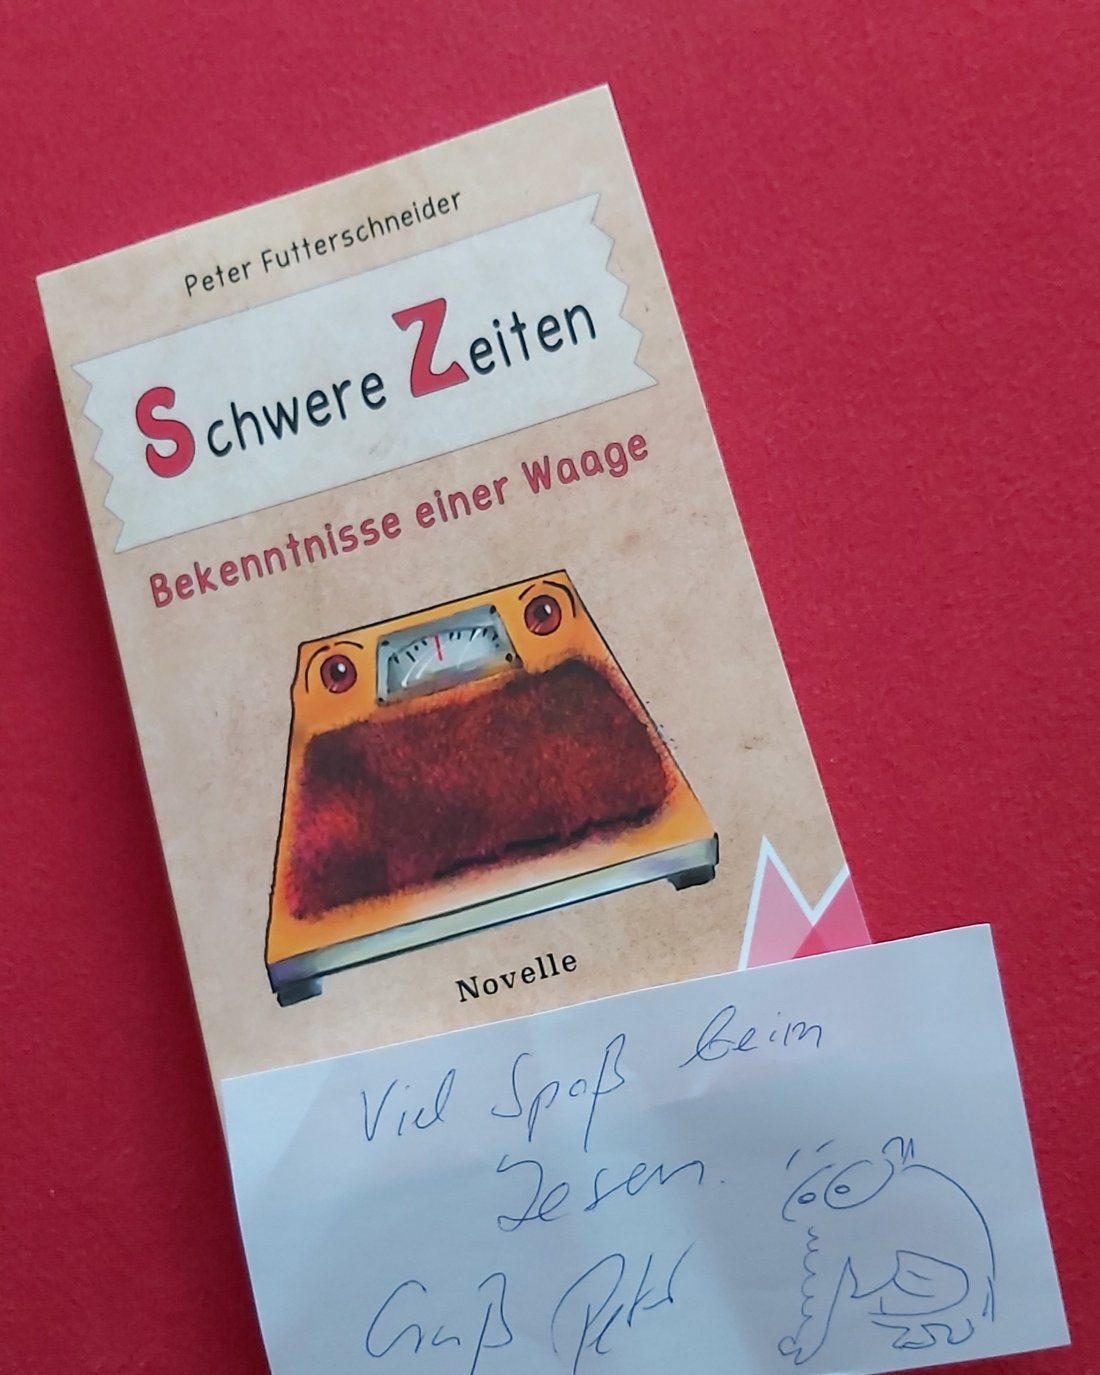 Peter Futterschneider
Schwere Zeiten
Bekenntnisse einer Waage
Novelle
Viel Spaß beim
Lesen.
Gruß Peter